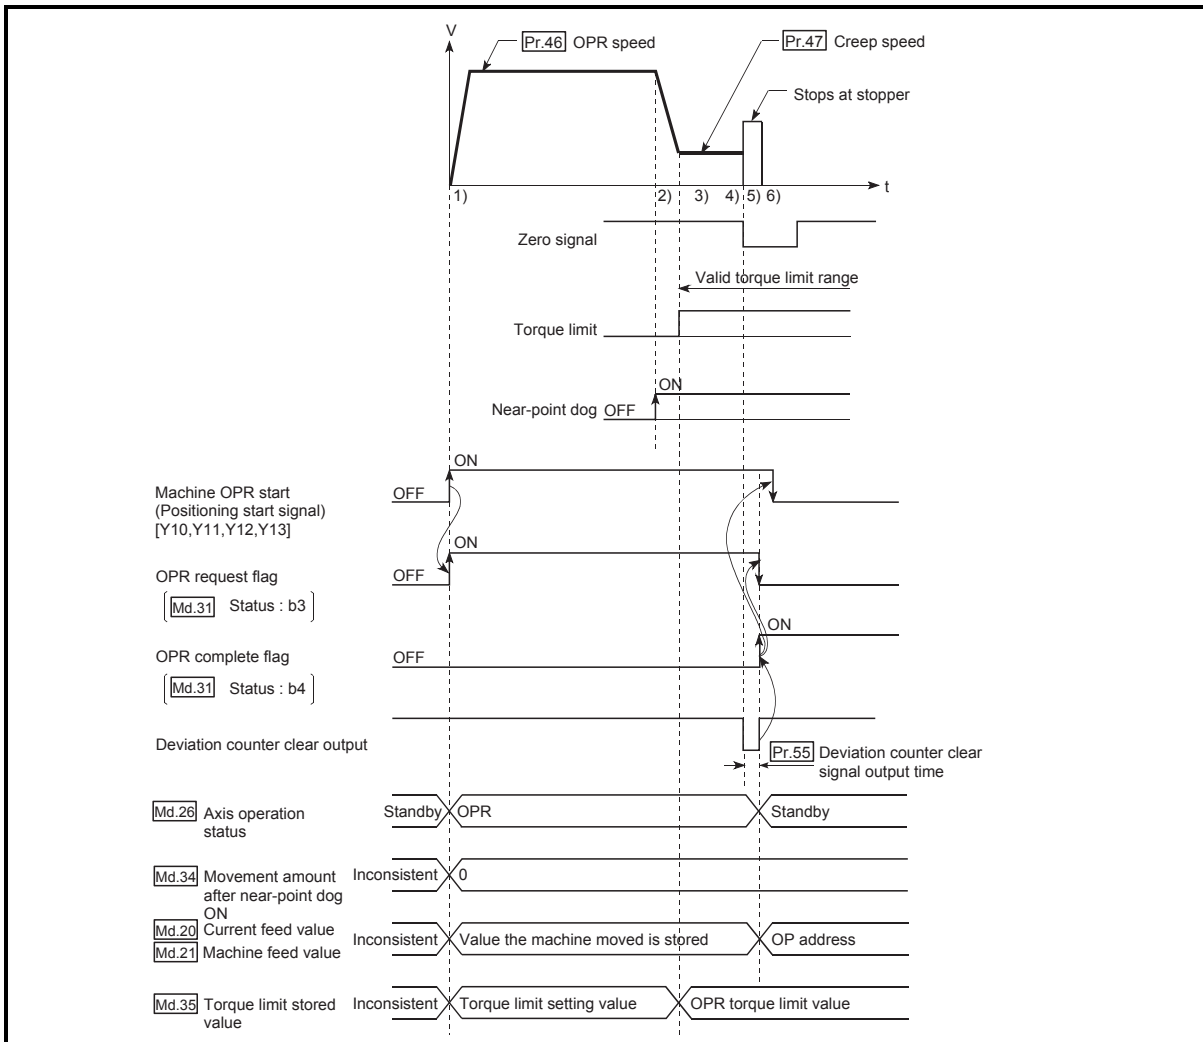 V
Pr.46 OPR speed
Pr.47 Creep speed
Stops at stopper
t
1) 2) 3) 4) 5) 6)
Zero signal
Valid torque limit range
Torque limit
ON
Near-point dog OFF
ON
Machine OPR start
(Positioning start signal)
[Y10,Y11,Y12,Y13]
OFF
ON
OPR request flag
OFF
Md.31 Status : b3
ON
OPR complete flag
OFF
Md.31 Status : b4
Deviation counter clear output
Pr.55 Deviation counter clear
signal output time
Md.26 Axis operation
status
Standby OPR Standby
Md.34 Movement amount
after near-point dog
ON
Inconsistent 0
Md.20 Current feed value
Md.21 Machine feed value
Inconsistent Value the machine moved is stored OP address
Md.35 Torque limit stored
value
Inconsistent Torque limit setting value OPR torque limit value